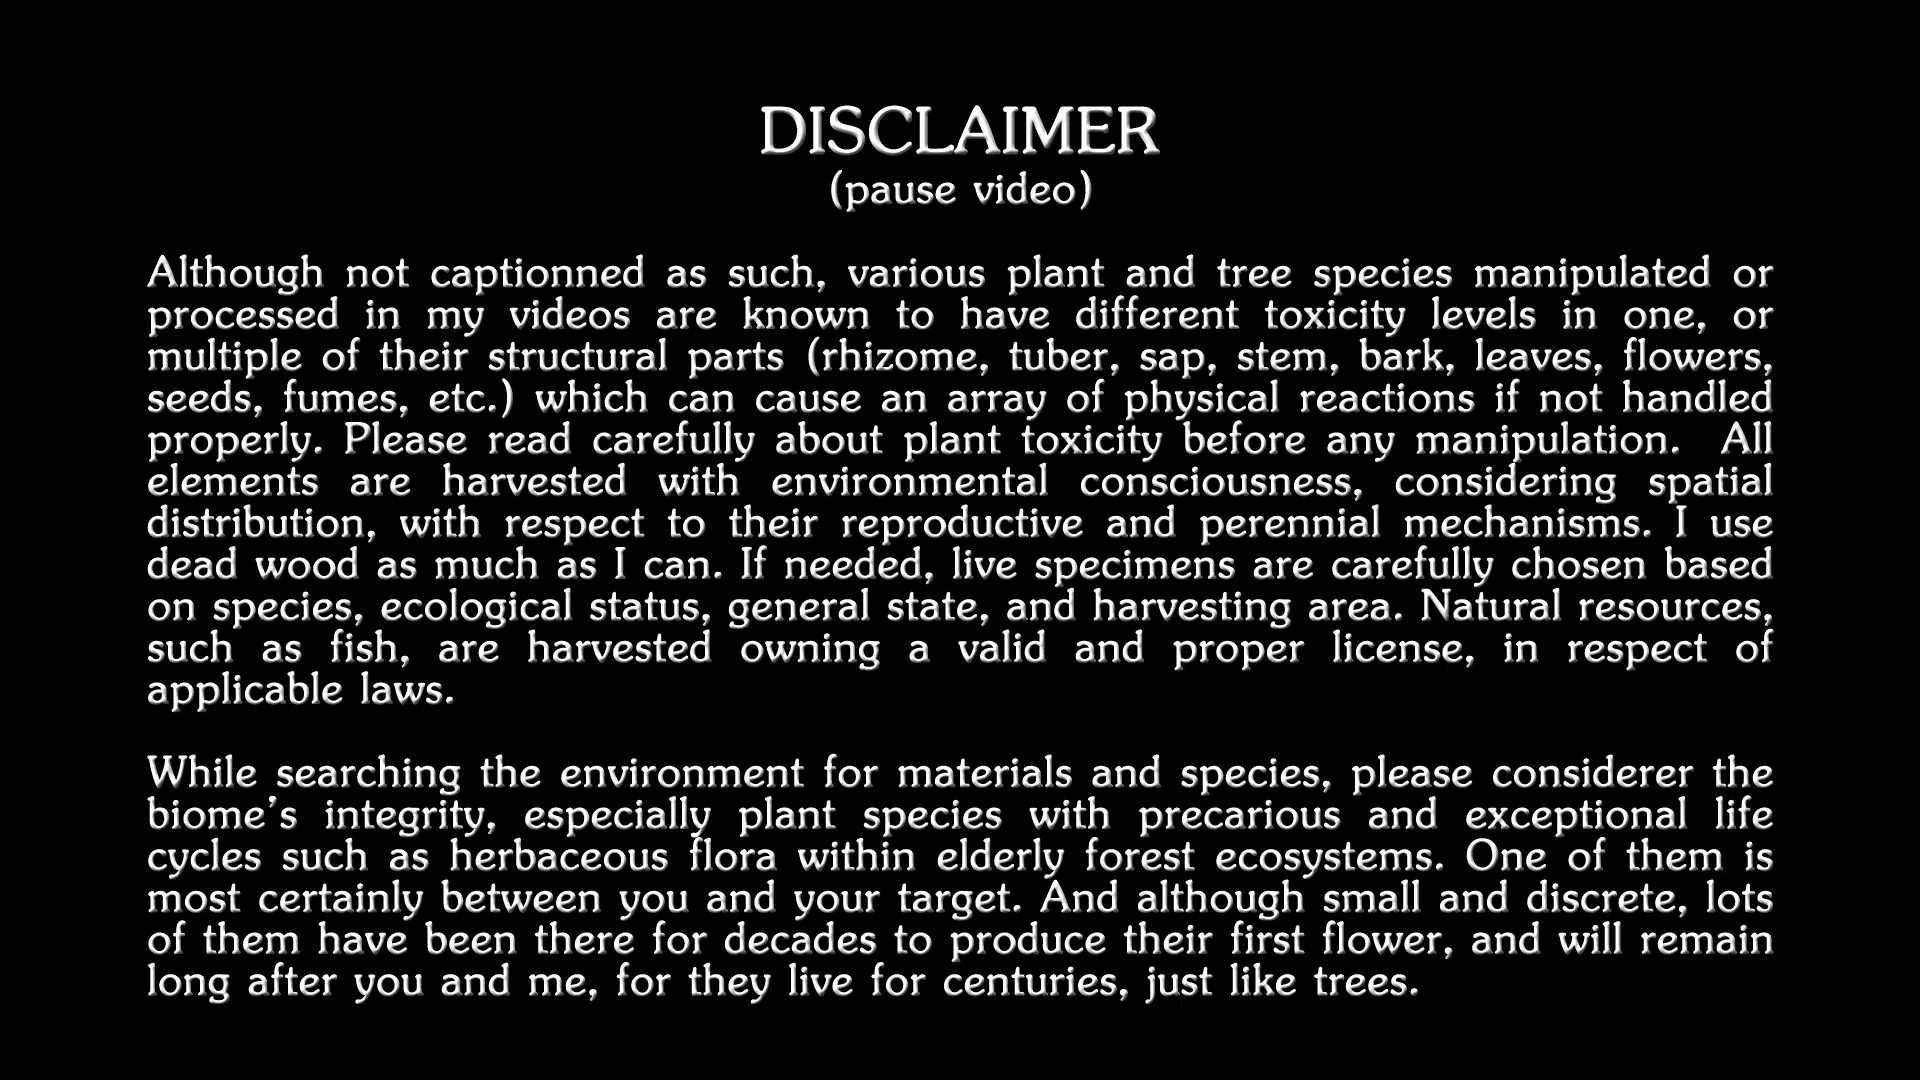 DISCLAIMER
(pause video)
Although not captionned as such, various plant and tree species manipulated or
processed in my videos are known to have different toxicity levels in one, or
multiple of their structural parts (rhizome, tuber, sap, stem, bark, leaves, flowers,
seeds, fumes, etc.) which can cause an array of physical reactions if not handled
properly. Please read carefully about plant toxicity before any manipulation. All
elements are harvested with environmental consciousness, considering spatial
distribution, with respect to their reproductive and perennial mechanisms. I use
dead wood as much as I can. If needed, live specimens are carefully chosen based
on species, ecological status, general state, and harvesting area. Natural resources,
such as fish, are harvested owning a valid and proper license, in respect of
applicable laws.
While searching the environment for materials and species, please considerer the
biome's integrity, especially plant species with precarious and exceptional life
cycles such as herbaceous flora within elderly forest ecosystems. One of them is
most certainly between you and your target. And although small and discrete, lots
of them have been there for decades to produce their first flower, and will remain
long after you and me, for they live for centuries, just like trees.